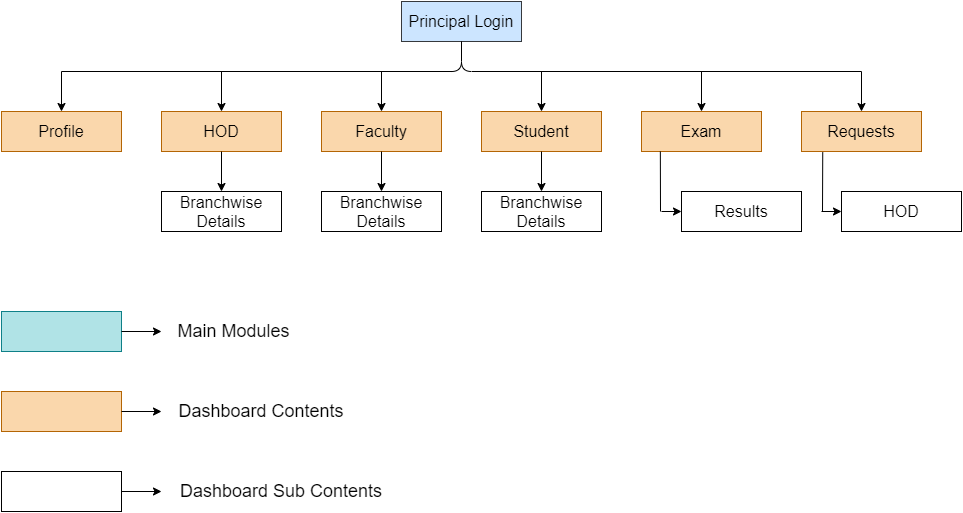 Principal Login
Profile
HOD
Faculty
Student
Exam
Requests
Branchwise
Details
Branchwise
Details
Branchwise
Details
Results
HOD
Main Modules
Dashboard Contents
Dashboard Sub Contents